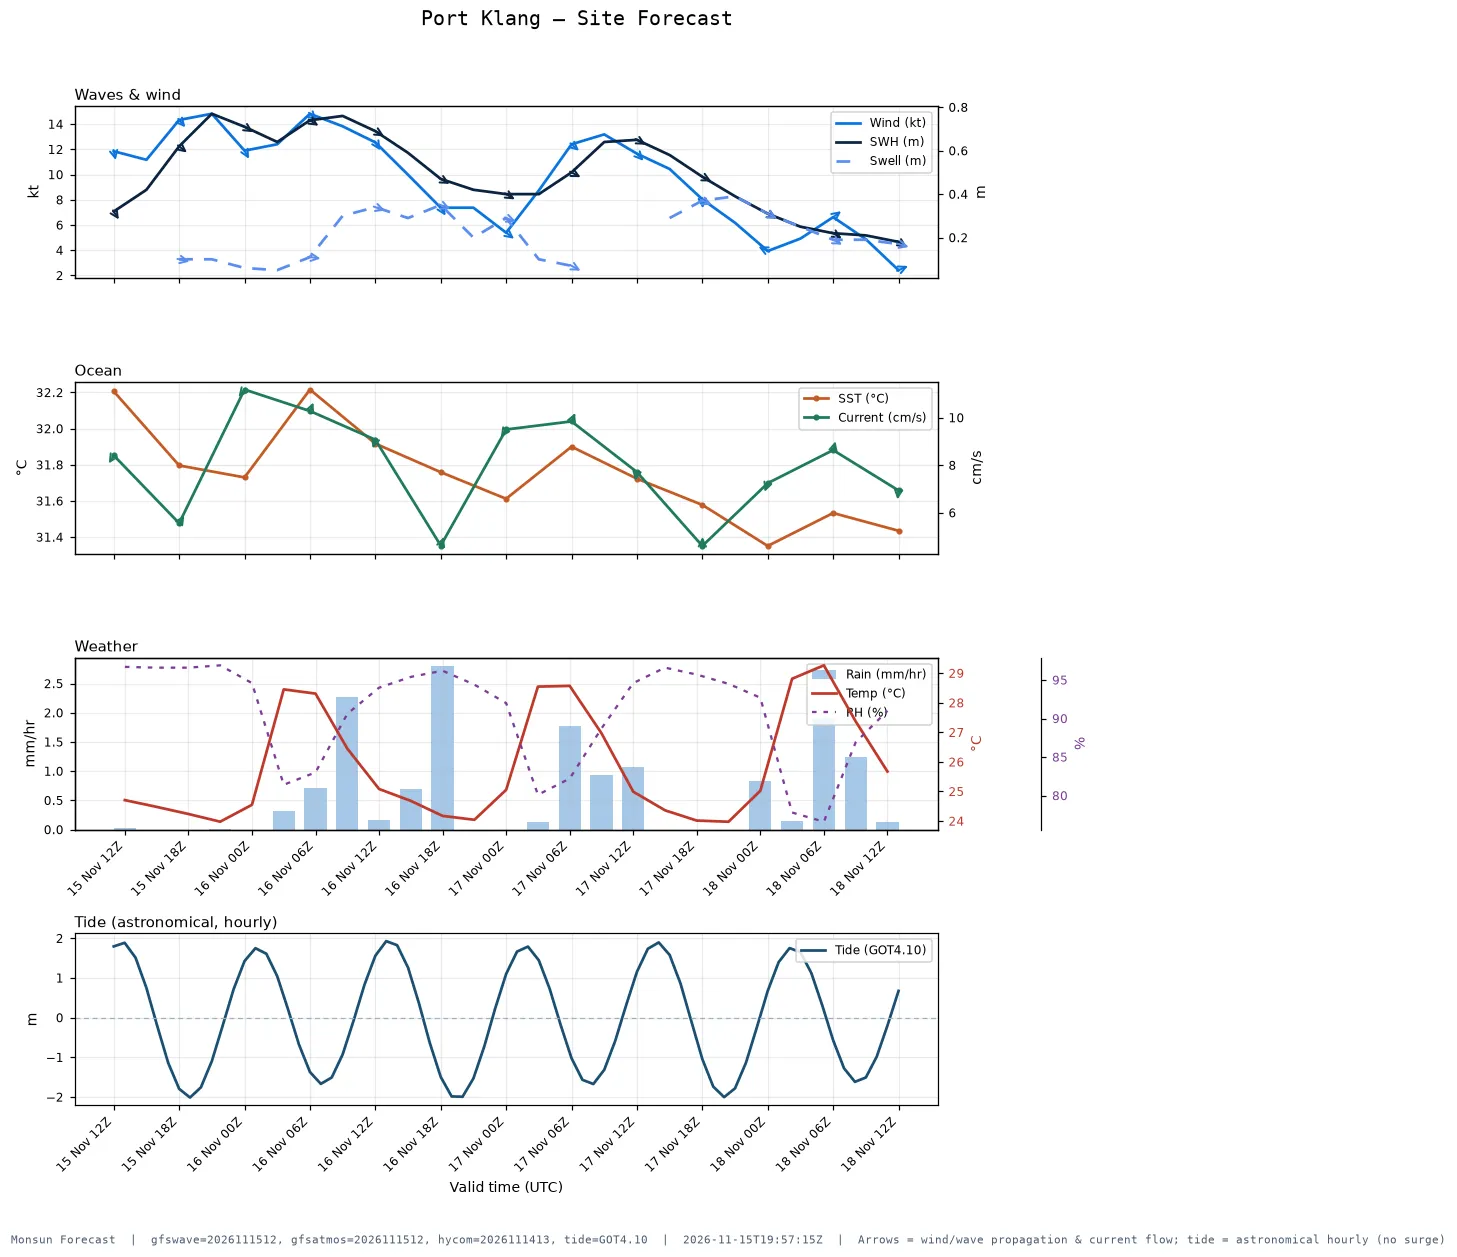 Port Klang — Site Forecast
Waves & wind
kt
14
12
10
8
6
4
2
0.8
0.6
0.4
0.2
m
Wind (kt)
SWH (m)
Swell (m)
Ocean
°C
32.2
32.0
31.8
31.6
31.4
10
8
6
cm/s
SST (°C)
Current (cm/s)
Weather
mm/hr
2.5
2.0
1.5
1.0
0.5
0.0
29
28
27
26
25
24
°C
95
90
85
80
%
Rain (mm/hr)
Temp (°C)
RH (%)
15 Nov 12Z
15 Nov 18Z
16 Nov 00Z
16 Nov 06Z
16 Nov 12Z
16 Nov 18Z
17 Nov 00Z
17 Nov 06Z
17 Nov 12Z
17 Nov 18Z
18 Nov 00Z
18 Nov 06Z
18 Nov 12Z
Tide (astronomical, hourly)
m
2
1
0
−1
−2
Tide (GOT4.10)
15 Nov 12Z
15 Nov 18Z
16 Nov 00Z
16 Nov 06Z
16 Nov 12Z
16 Nov 18Z
17 Nov 00Z
17 Nov 06Z
17 Nov 12Z
17 Nov 18Z
18 Nov 00Z
18 Nov 06Z
18 Nov 12Z
Valid time (UTC)
Monsun Forecast | gfswave=2026111512, gfsatmos=2026111512, hycom=2026111413, tide=GOT4.10 | 2026-11-15T19:57:15Z | Arrows = wind/wave propagation & current flow; tide = astronomical hourly (no surge)